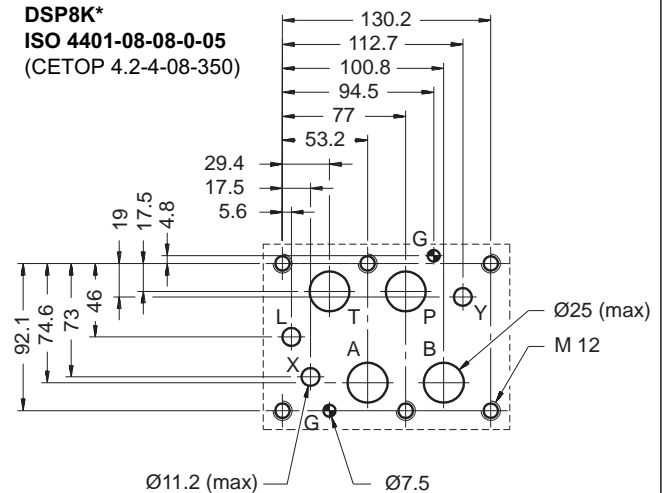 DSP8K*
ISO 4401-08-08-0-05
(CETOP 4.2-4-08-350)
130.2
112.7
100.8
94.5
77
53.2
29.4
17.5
5.6
19
17.5
4.8
92.1
74.6
73
46
G
L
T
P
Y
X
A
B
G
Ø25 (max)
M 12
Ø11.2 (max)
Ø7.5